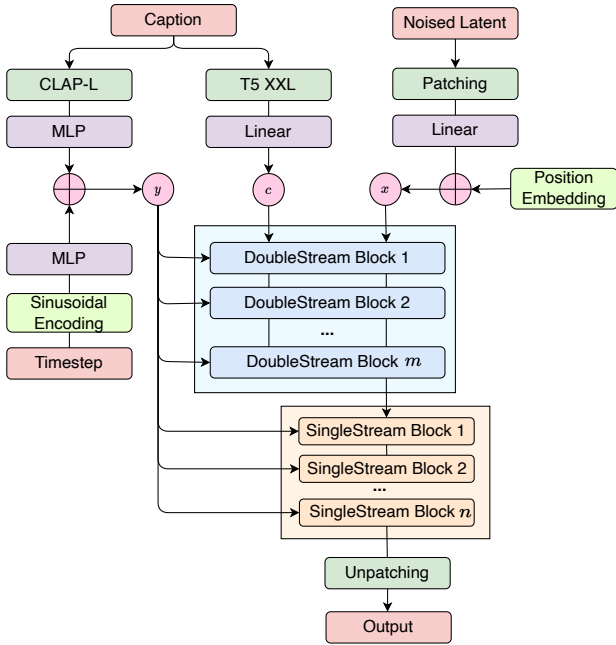 Caption
Noised Latent
CLAP-L
T5 XXL
Patching
MLP
Linear
Linear
y
c
x
Position
Embedding
MLP
Sinusoidal
Encoding
Timestep
DoubleStream Block 1
DoubleStream Block 2
...
DoubleStream Block m
SingleStream Block 1
SingleStream Block 2
...
SingleStream Block n
Unpatching
Output